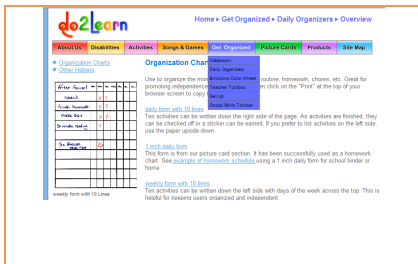 do2learn
Home ▸ Get Organized ▸ Daily Organizers ▸ Overview
About Us Disabilities Activities Songs & Games Get Organized Picture Cards Products Site Map
Organization Charts
Other Helpers
Classroom
Daily Organizers
Emotions Color Wheel
Teacher Toolbox
Set Up
Social Skills Toolbox
Organization Char
Use to organize the mor routine, homework, chores, etc. Great for
promoting independence en click on the "Print" at the top of your
browser screen to copy
daily form with 10 lines
Ten activities can be written down the right side of the page. As activities are finished, they
can be checked off or a sticker can be earned. If you prefer to list activities on the left side,
use the paper upside down.
1 inch daily form
This form is from our picture card section. It has been successfully used as a homework
chart. See example of homework schedule using a 1 inch daily form for school binder or
home.
weekly form with 10 lines
Ten activities can be written down the left side with days of the week across the top. This is
helpful for keeping users organized and independent.
After School
snack
finish homework
weekly form with 10 Lines